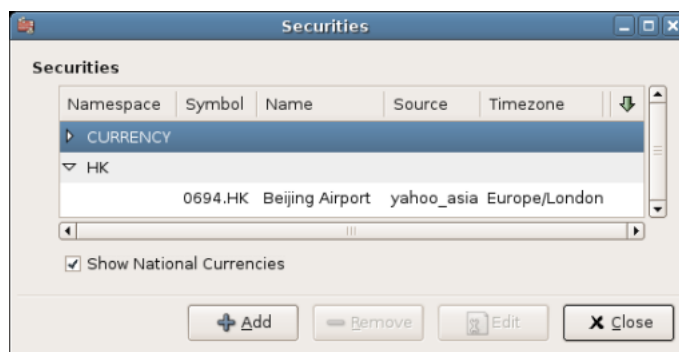 Securities
Securities
Namespace Symbol Name Source Timezone
CURRENCY
HK
0694.HK Beijing Airport yahoo_asia Europe/London
Show National Currencies
Add Remove Edit Close